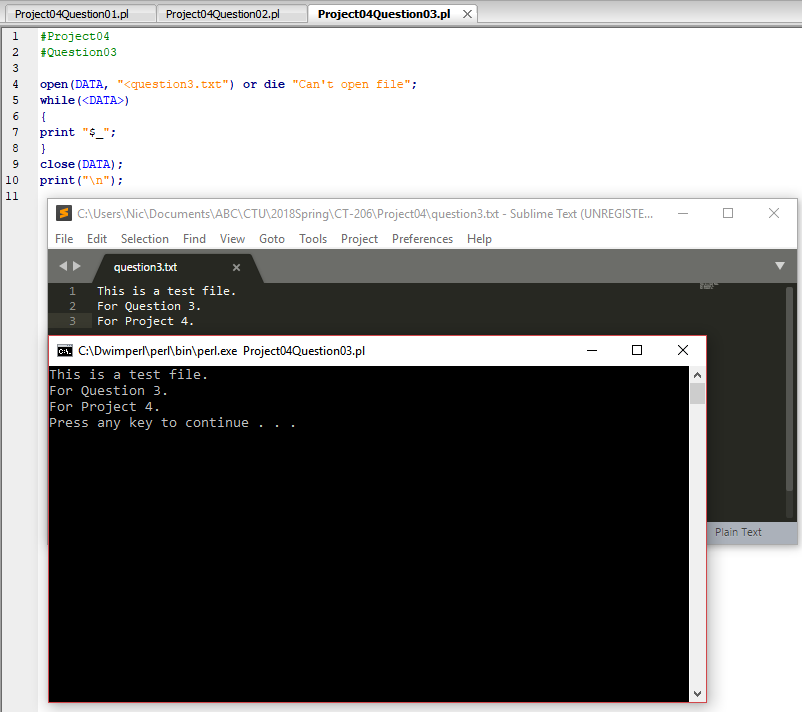 Project04Question01.pl Project04Question02.pl Project04Question03.pl
1 #Project04
2 #Question03
3
4 open(DATA, "<question3.txt") or die "Can't open file";
5 while(<DATA>)
6 {
7 print "$_";
8 }
9 close(DATA);
10 print("\n");
11
C:\Users\Nic\Documents\ABC\CTU\2018Spring\CT-206\Project04\question3.txt - Sublime Text (UNREGISTE...
File Edit Selection Find View Goto Tools Project Preferences Help
question3.txt
1 This is a test file.
2 For Question 3.
3 For Project 4.
C:\Dwimperl\perl\bin\perl.exe Project04Question03.pl
This is a test file.
For Question 3.
For Project 4.
Press any key to continue . . .
Plain Text